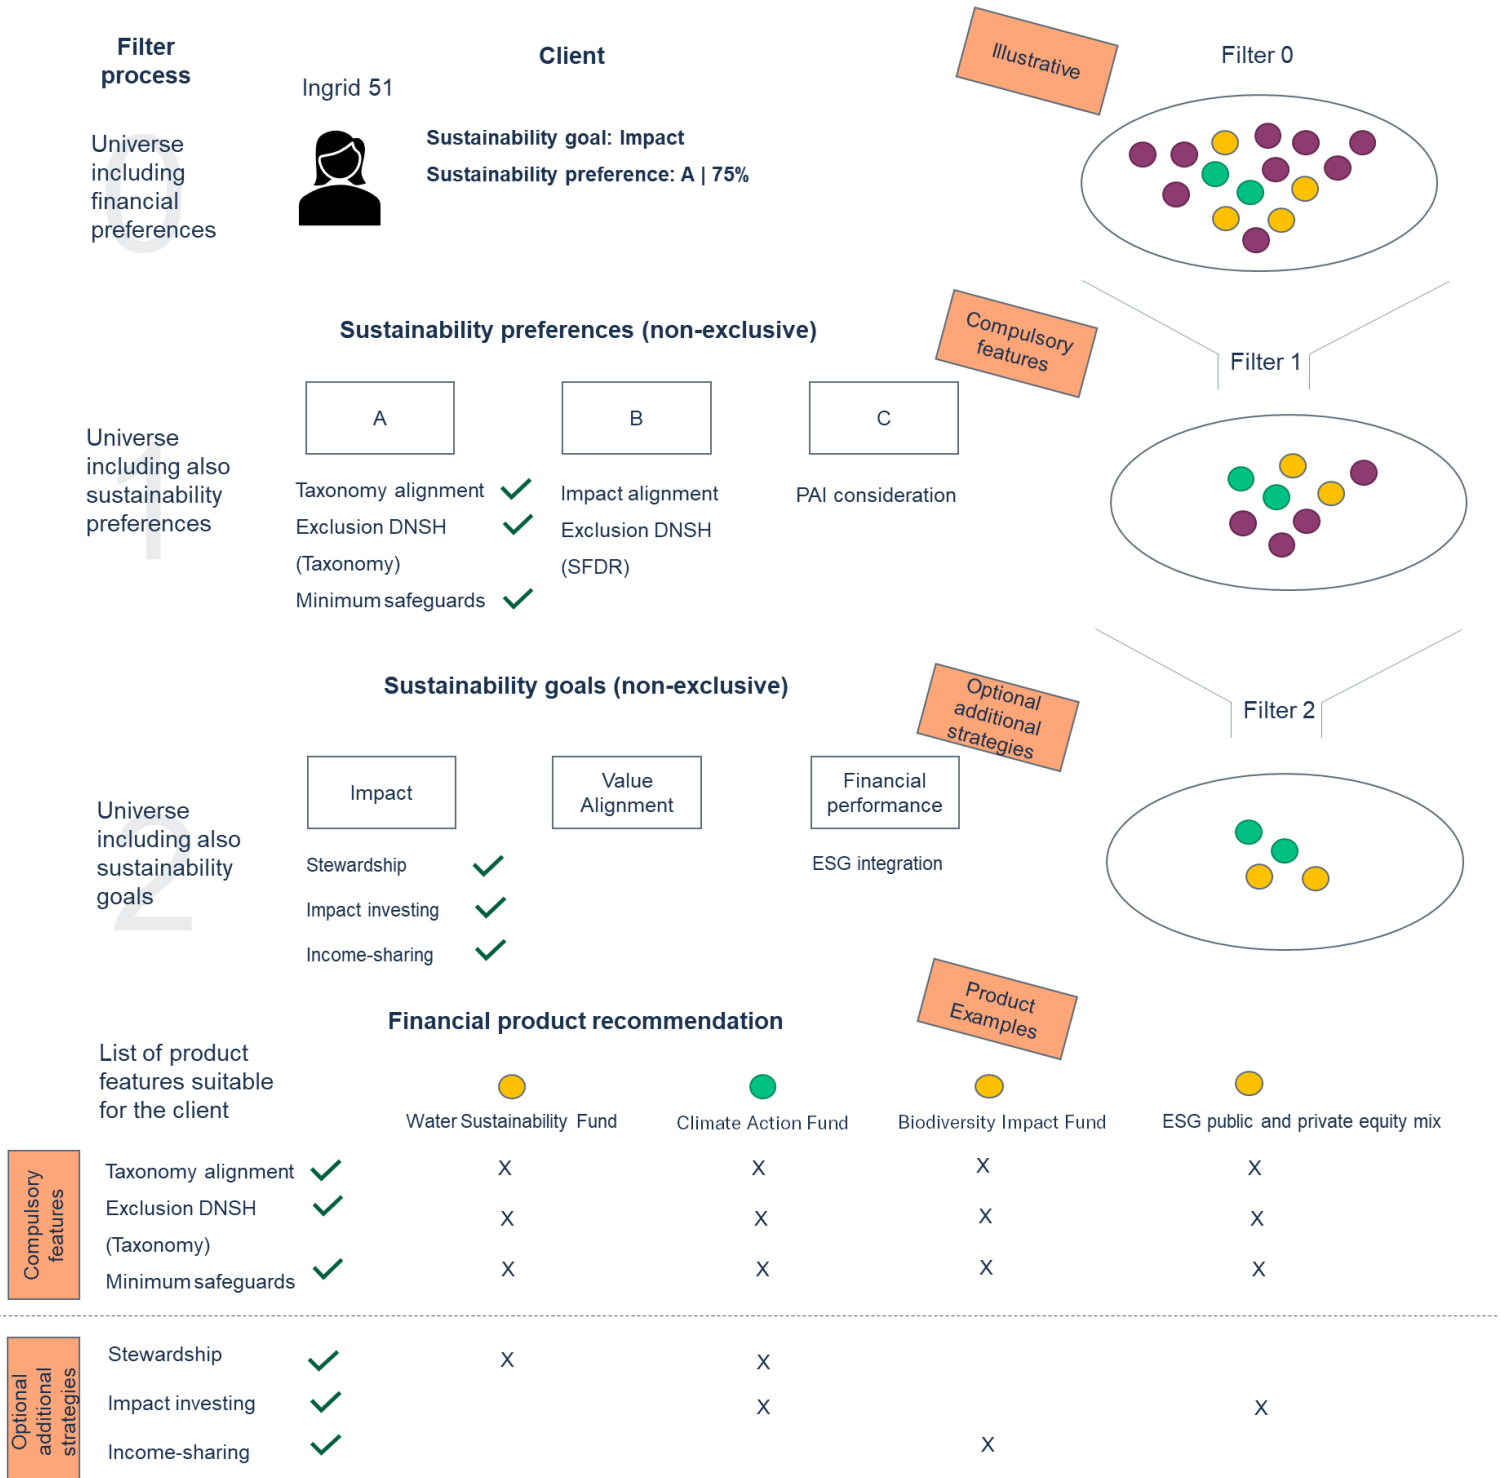 Filter
process
Client
Illustrative
Filter 0
Ingrid 51
0
Universe
including
financial
preferences
Sustainability goal: Impact
Sustainability preference: A | 75%
Sustainability preferences (non-exclusive)
Compulsory
features
Filter 1
1
Universe
including also
sustainability
preferences
A
B
C
Taxonomy alignment
Exclusion DNSH
(Taxonomy)
Minimum safeguards
Impact alignment
Exclusion DNSH
(SFDR)
PAI consideration
Sustainability goals (non-exclusive)
Optional
additional
strategies
Filter 2
2
Universe
including also
sustainability
goals
Impact
Value
Alignment
Financial
performance
Stewardship
Impact investing
Income-sharing
ESG integration
Product
Examples
Financial product recommendation
List of product
features suitable
for the client
Water Sustainability Fund
Climate Action Fund
Biodiversity Impact Fund
ESG public and private equity mix
Compulsory
features
Taxonomy alignment X X X X
Exclusion DNSH X X X X
(Taxonomy)
Minimum safeguards X X X X
Optional
additional
strategies
Stewardship X X
Impact investing X X
Income-sharing X